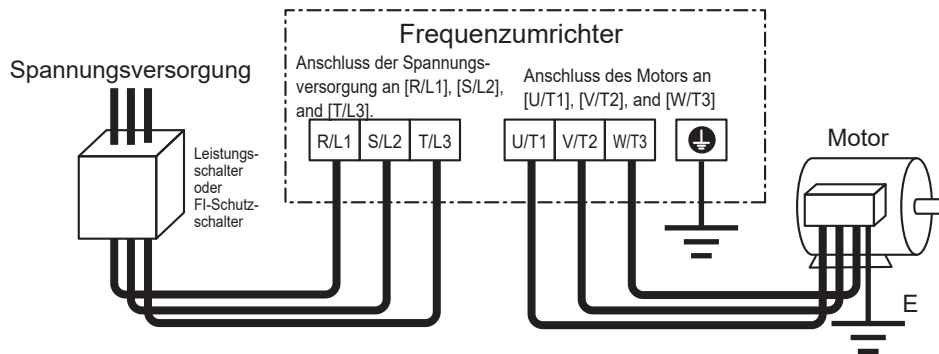 Frequenzumrichter
Spannungsversorgung
Anschluss der Spannungs-
versorgung an [R/L1], [S/L2],
and [T/L3].
Anschluss des Motors an
[U/T1], [V/T2], and [W/T3]
R/L1 S/L2 T/L3
U/T1 V/T2 W/T3
Motor
Leistungs-
schalter
oder
FI-Schutz-
schalter
E